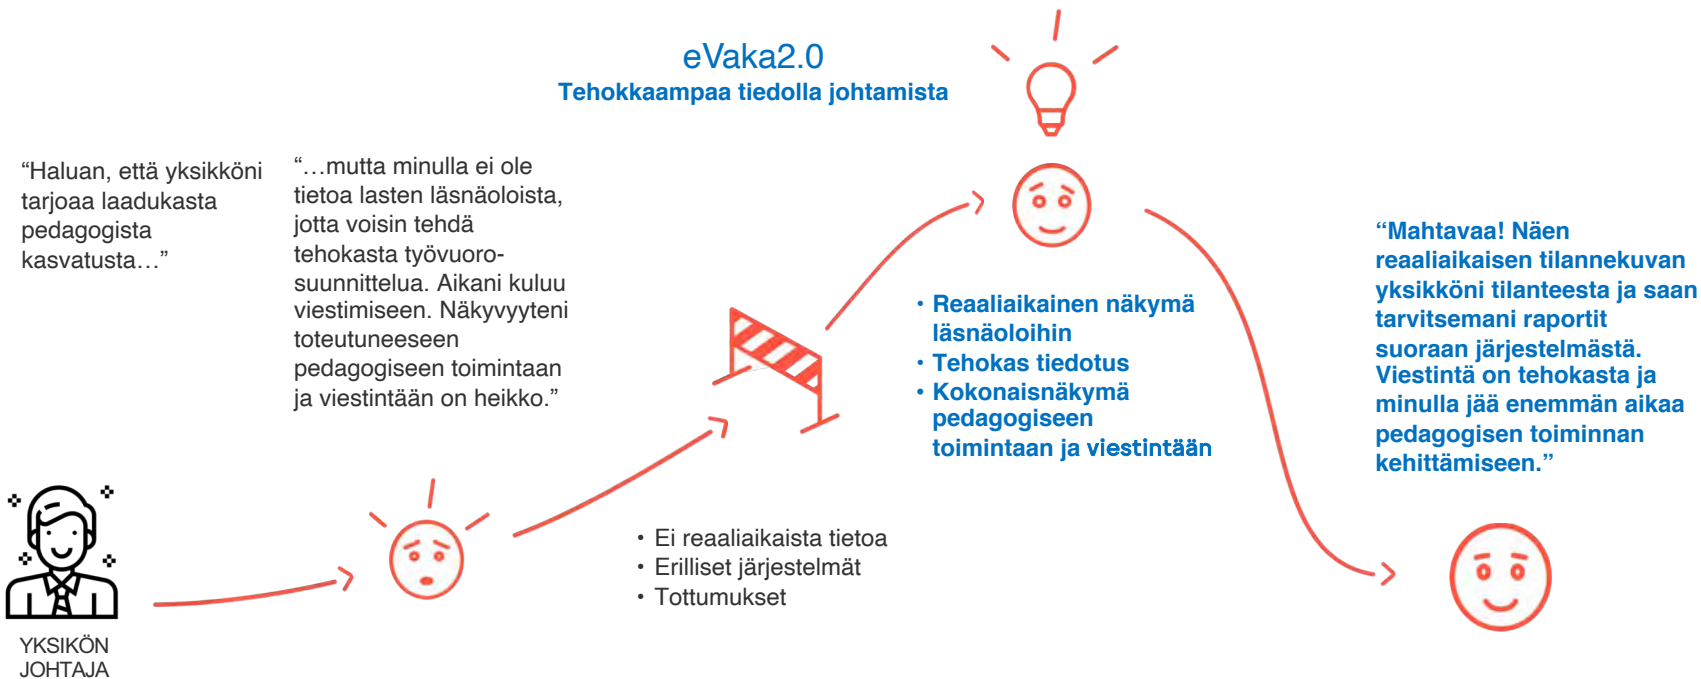 eVaka2.0
Tehokkaampaa tiedolla johtamista
“Haluan, että yksikköni
tarjoaa laadukasta
pedagogista
kasvatusta…”
“…mutta minulla ei ole
tietoa lasten läsnäoloista,
jotta voisin tehdä
tehokasta työvuoro-
suunnittelua. Aikani kuluu
viestimiseen. Näkyvyyteni
toteutuneeseen
pedagogiseen toimintaan
ja viestintään on heikko.”
• Ei reaaliaikaista tietoa
• Erilliset järjestelmät
• Tottumukset
• Reaaliaikainen näkymä
läsnäoloihin
• Tehokas tiedotus
• Kokonaisnäkymä
pedagogiseen
toimintaan ja viestintään
“Mahtavaa! Näen
reaaliaikaisen tilannekuvan
yksikköni tilanteesta ja saan
tarvitsemani raportit
suoraan järjestelmästä.
Viestintä on tehokasta ja
minulla jää enemmän aikaa
pedagogisen toiminnan
kehittämiseen.”
YKSIKÖN
JOHTAJA